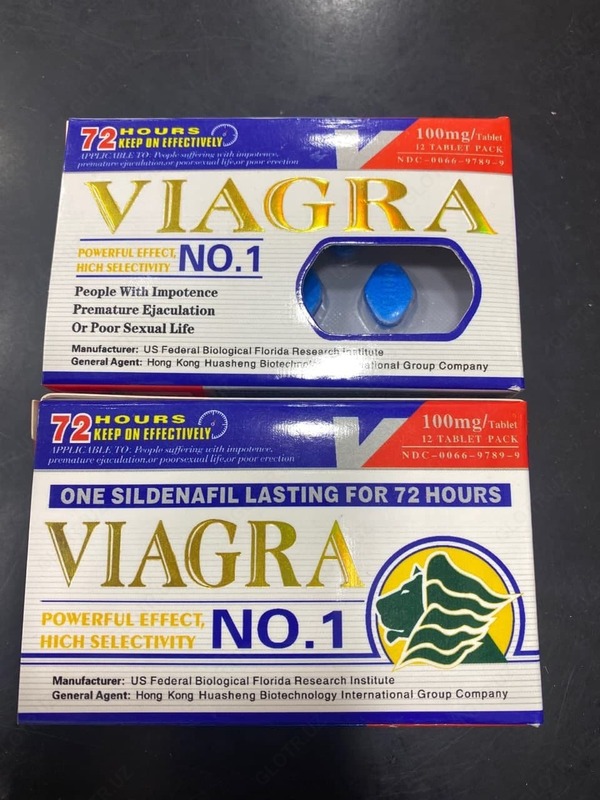 72 HOURS
KEEP ON EFFECTIVELY
APPLICABLE TO: People suffering with impotence,
premature ejaculation,or poor sexual life,or poor erection
100mg/Tablet
12 TABLET PACK
NDC-0066-9789-9
VIAGRA
POWERFUL EFFECT,
HIGH SELECTIVITY
NO.1
People With Impotence
Premature Ejaculation
Or Poor Sexual Life
Manufacturer: US Federal Biological Florida Research Institute
General Agent: Hong Kong Huasheng Group Company
72 HOURS
KEEP ON EFFECTIVELY
APPLICABLE TO: People suffering with impotence,
premature ejaculation,or poorsexual life,or poor erection
100mg/Tablet
12 TABLET PACK
NDC-0066-9789-9
ONE SILDENAFIL LASTING FOR 72 HOURS
VIAGRA
POWERFUL EFFECT,
HIGH SELECTIVITY
NO.1
Manufacturer: US Federal Biological Florida Research Institute
General Agent: Hong Kong Huasheng Biotechnology International Group Company